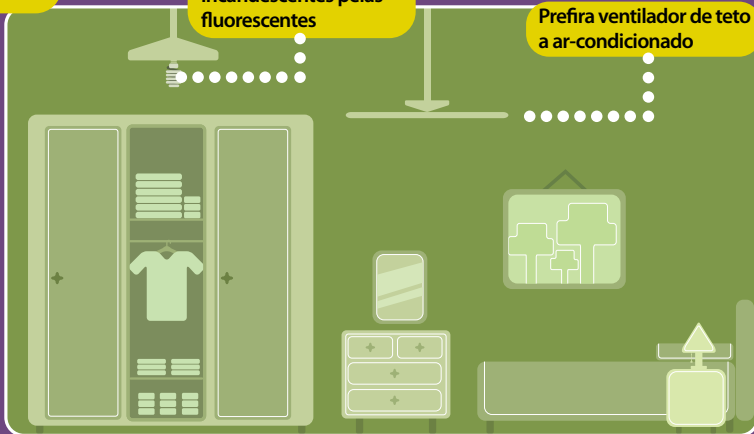 incandescentes pelas
fluorescentes
Prefira ventilador de teto
a ar-condicionado